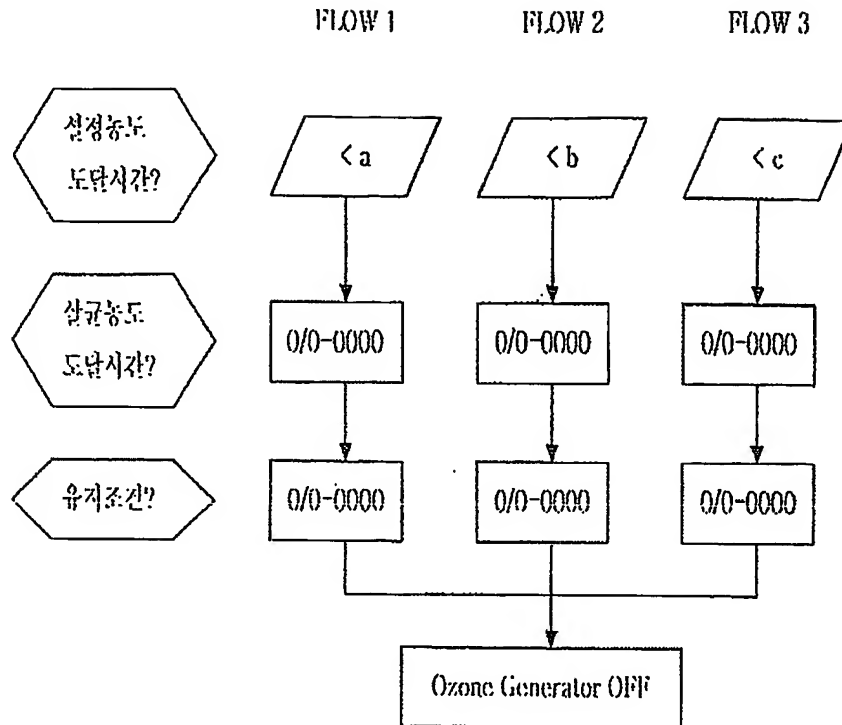 FLOW 1 FLOW 2 FLOW 3
설정농도
도달시간?
< a
< b
< c
살균농도
도달시간?
0/0-0000
0/0-0000
0/0-0000
유지조건?
0/0-0000
0/0-0000
0/0-0000
Ozone Generator OFF